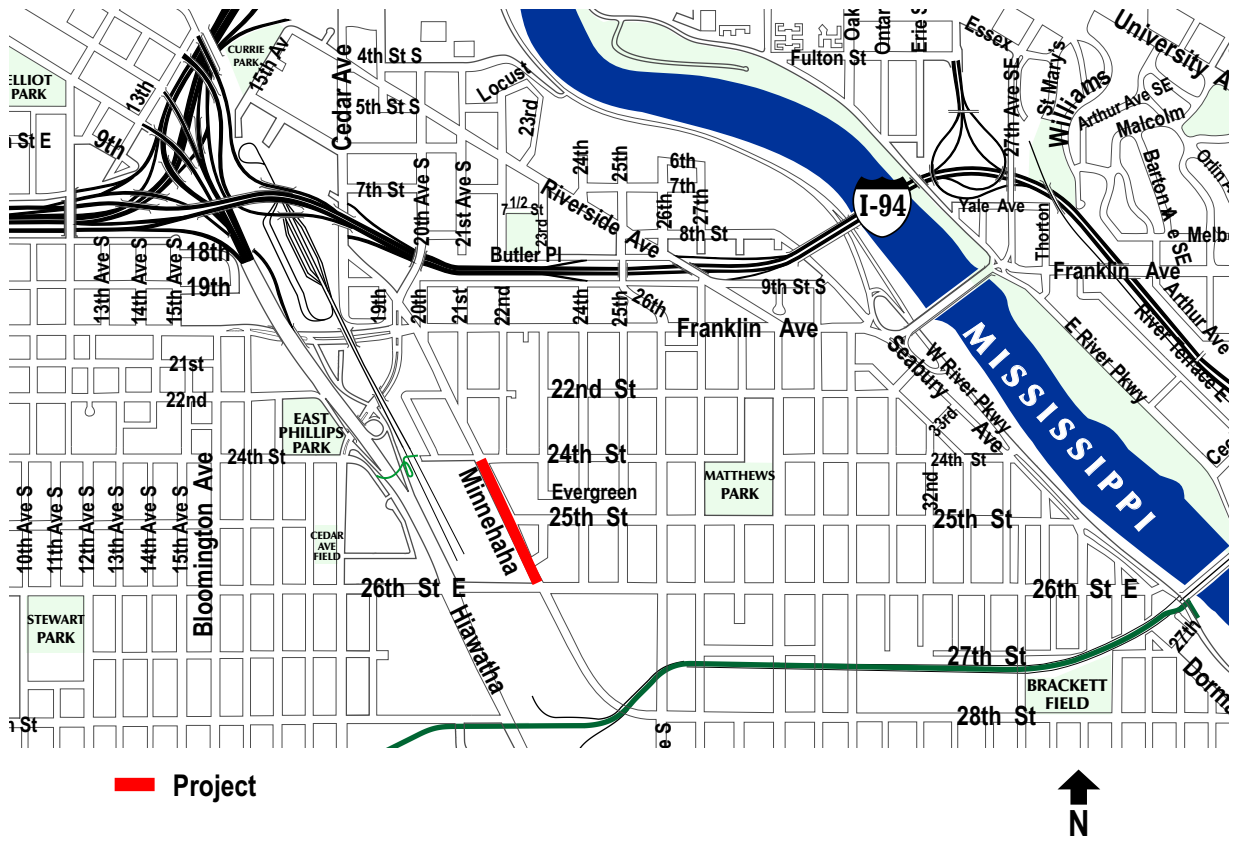 Oak
Ontar
Erie S
Essex
University A
4th St S
CURRIE
PARK
15th Av
Cedar Ave
Fulton St
St Mary's
Williams
27th Ave SE
ELLIOT
PARK
13th
Locust
5th St S
23rd
Arthur Ave SE
Malcolm
St E
9th
24th
25th
6th
7th
26th
27th
Barton A e SE
Orlin A
7th St
20th Ave S
21st Ave S
7 1/2 St
23rd
Riverside Ave
I-94
Yale Ave
8th St
Thorton
Melb
13th Ave S
14th Ave S
15th Ave S
18th
19th
Butler Pl
Franklin Ave
9th St S
19th
20th
21st
22nd
24th
25th
26th
Franklin Ave
Arthur Ave
River Terrace E
E River Pkwy
MISSISSIPPI
Seabury Ave
W River Pkwy
21st
22nd
22nd St
EAST
PHILLIPS
PARK
33rd
Ce
24th St
24th St
24th St
MATTHEWS
PARK
32nd
Bloomington Ave
Minnehaha
Evergreen
25th St
25th St
10th Ave S
11th Ave S
12th Ave S
13th Ave S
14th Ave S
15th Ave S
CEDAR
AVE
FIELD
26th St E
26th St E
STEWART
PARK
Hiawatha
27th St
27th
Dorm
BRACKETT
FIELD
28th St
St
e S
Project
N